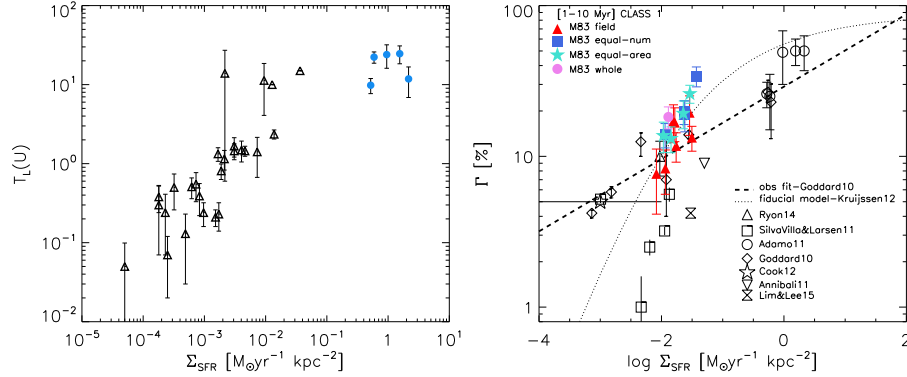 T_L(U)
10²
10¹
10⁰
10⁻¹
10⁻²
10⁻⁵ 10⁻⁴ 10⁻³ 10⁻² 10⁻¹ 1 10¹
Σ_SFR [M⊙yr⁻¹ kpc⁻²]
Γ [%]
100
10
1
[1−10 Myr] CLASS 1
M83 field
M83 equal−num
M83 equal−area
M83 whole
obs fit−Goddard10
fiducial model−Kruijssen12
Ryon14
SilvaVilla&Larsen11
Adamo11
Goddard10
Cook12
Annibali11
Lim&Lee15
−4 −2 0 2
log Σ_SFR [M⊙yr⁻¹ kpc⁻²]